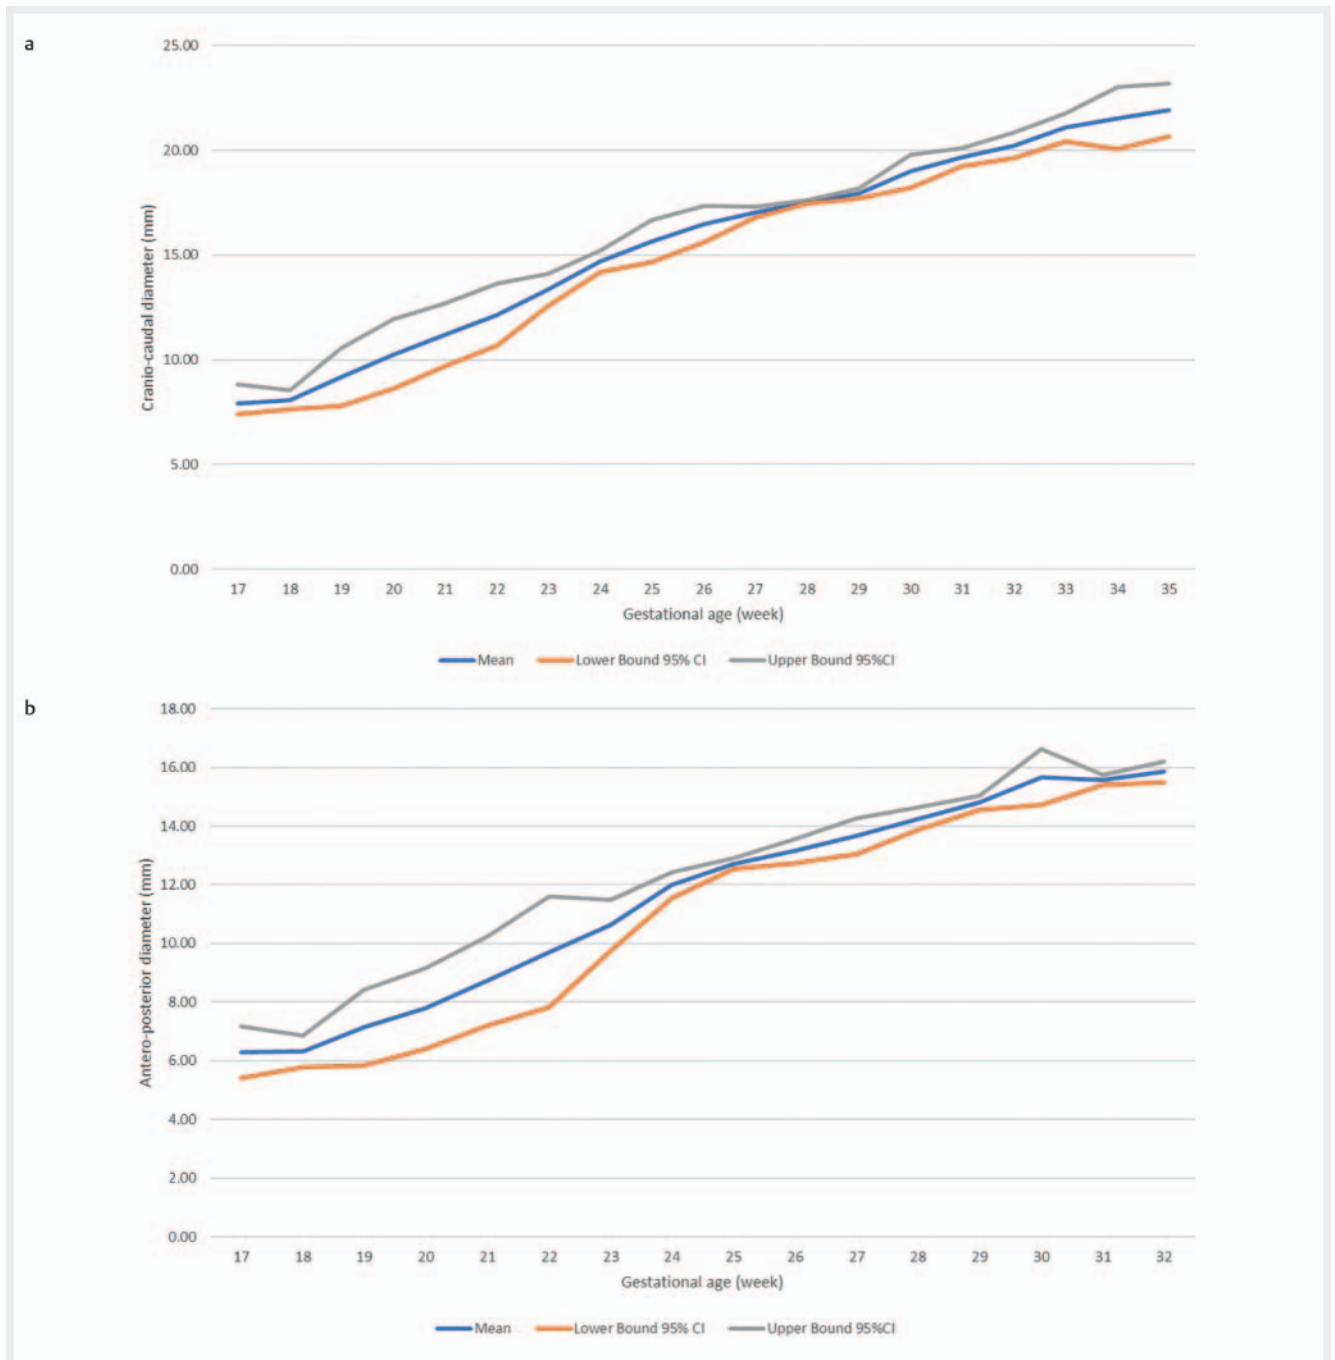 a
25.00
20.00
15.00
10.00
5.00
0.00
Cranio-caudal diameter (mm)
17 18 19 20 21 22 23 24 25 26 27 28 29 30 31 32 33 34 35
Gestational age (week)
Mean Lower Bound 95% CI Upper Bound 95%CI
b
18.00
16.00
14.00
12.00
10.00
8.00
6.00
4.00
2.00
0.00
Antero-posterior diameter (mm)
17 18 19 20 21 22 23 24 25 26 27 28 29 30 31 32
Gestational age (week)
Mean Lower Bound 95% CI Upper Bound 95%CI